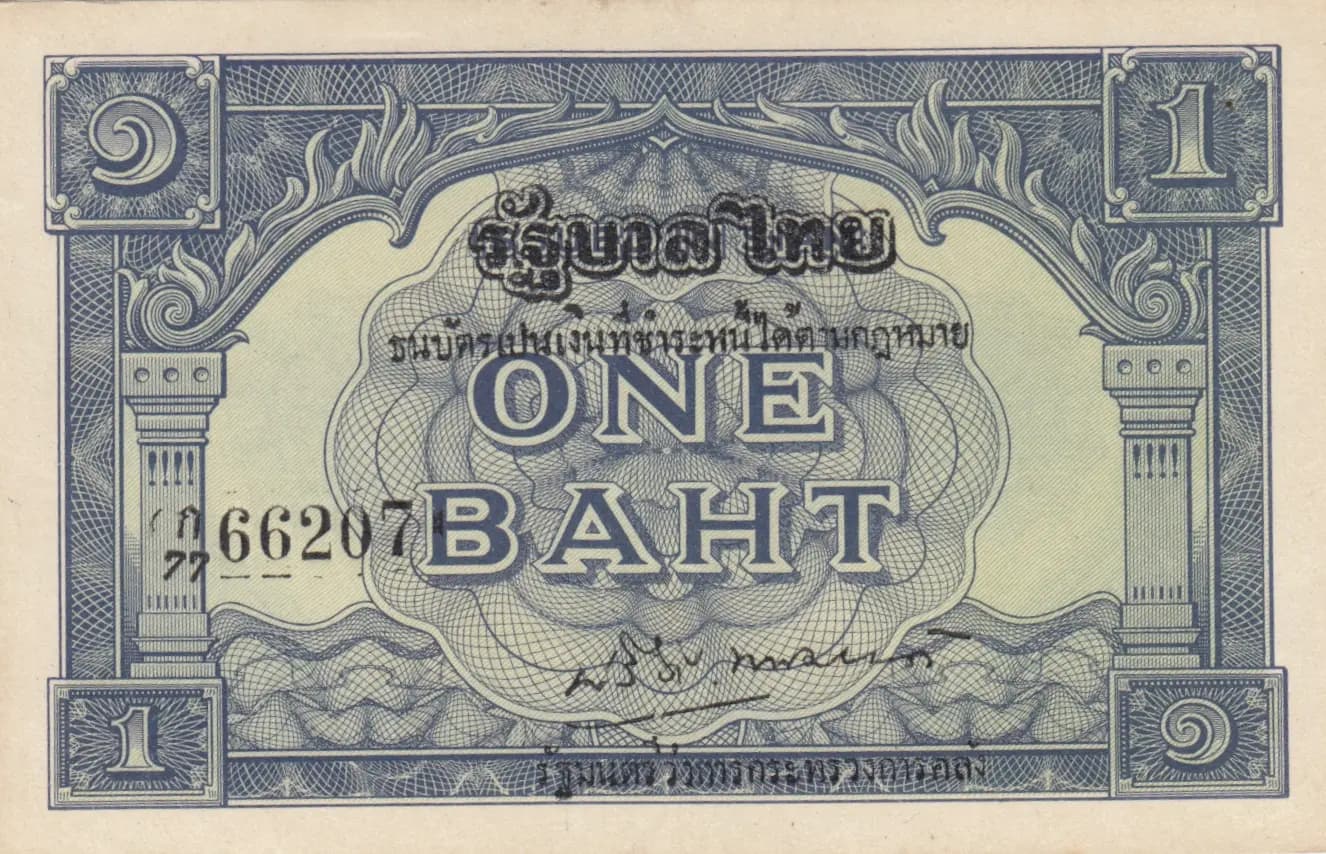 ๑ 1
รัฐบาลไทย
ธนบัตร์เปนเงินที่ชำระหนี้ได้ตามกฎหมาย
ONE
BAHT
ก
77 662074
รัฐมนตรีว่าการกระทรวงการคลัง
1 ๑